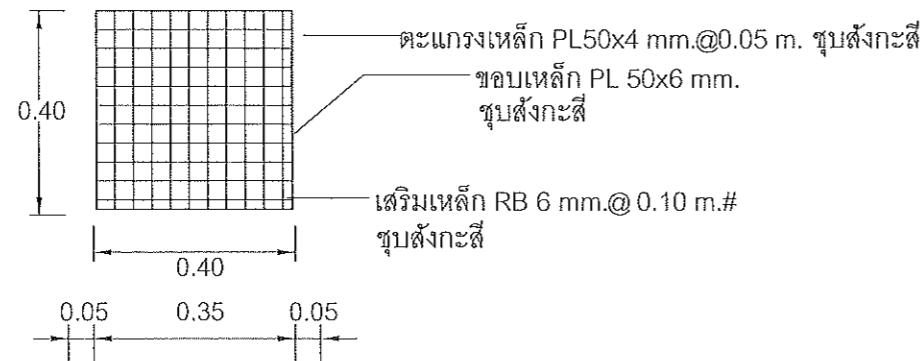 ตะแกรงเหล็ก PL50x4 mm.@0.05 m. ชุบสังกะสี
ขอบเหล็ก PL 50x6 mm.
ชุบสังกะสี
0.40
เสริมเหล็ก RB 6 mm.@ 0.10 m.#
ชุบสังกะสี
0.40
0.05 0.35 0.05